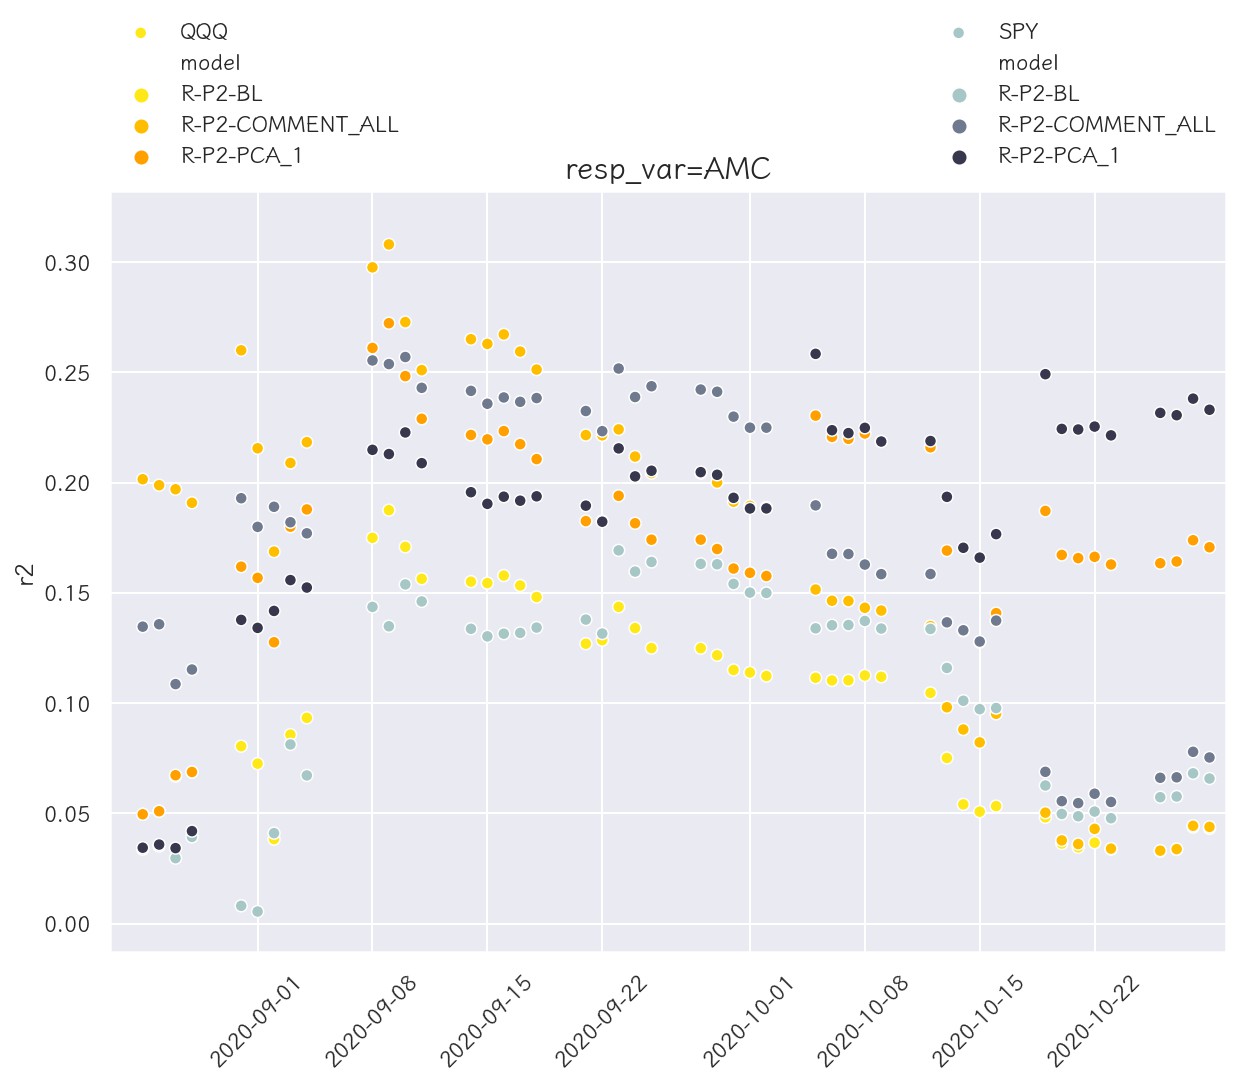 QQQ
model
R-P2-BL
R-P2-COMMENT_ALL
R-P2-PCA_1
SPY
model
R-P2-BL
R-P2-COMMENT_ALL
R-P2-PCA_1
resp_var=AMC
0.30
0.25
0.20
0.15
0.10
0.05
0.00
r2
2020-09-01
2020-09-08
2020-09-15
2020-09-22
2020-10-01
2020-10-08
2020-10-15
2020-10-22